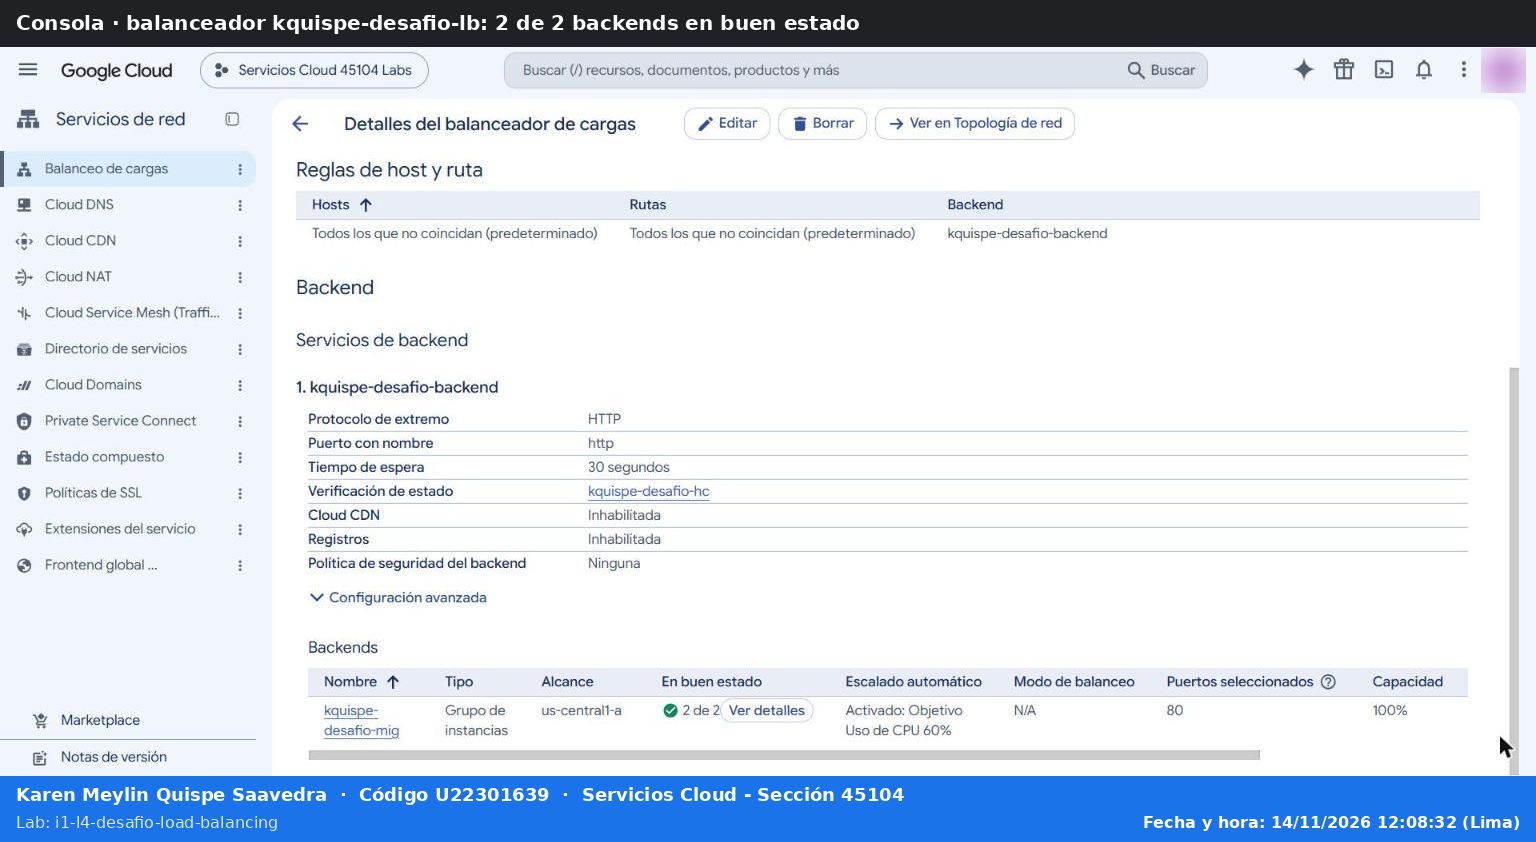 Consola · balanceador kquispe-desafio-lb: 2 de 2 backends en buen estado
Google Cloud
Servicios Cloud 45104 Labs
Buscar (/) recursos, documentos, productos y más
Buscar
Servicios de red
Balanceo de cargas
Cloud DNS
Cloud CDN
Cloud NAT
Cloud Service Mesh (Traffi...
Directorio de servicios
Cloud Domains
Private Service Connect
Estado compuesto
Políticas de SSL
Extensiones del servicio
Frontend global ...
Marketplace
Notas de versión
Detalles del balanceador de cargas
Editar
Borrar
Ver en Topología de red
Reglas de host y ruta
Hosts Rutas Backend
Todos los que no coincidan (predeterminado) Todos los que no coincidan (predeterminado) kquispe-desafio-backend
Backend
Servicios de backend
1. kquispe-desafio-backend
Protocolo de extremo HTTP
Puerto con nombre http
Tiempo de espera 30 segundos
Verificación de estado kquispe-desafio-hc
Cloud CDN Inhabilitada
Registros Inhabilitada
Política de seguridad del backend Ninguna
Configuración avanzada
Backends
Nombre Tipo Alcance En buen estado Escalado automático Modo de balanceo Puertos seleccionados Capacidad
kquispe- Grupo de us-central1-a 2 de 2 Ver detalles Activado: Objetivo N/A 80 100%
desafio-mig instancias Uso de CPU 60%
Karen Meylin Quispe Saavedra · Código U22301639 · Servicios Cloud - Sección 45104
Lab: i1-l4-desafio-load-balancing
Fecha y hora: 14/11/2026 12:08:32 (Lima)